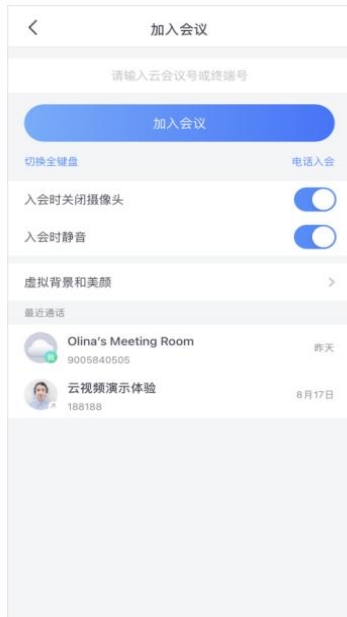 加入会议
请输入云会议号或终端号
加入会议
切换全键盘 电话入会
入会时关闭摄像头
入会时静音
虚拟背景和美颜
最近通话
Olina's Meeting Room 昨天
9005840505
云视频演示体验 8月17日
188188